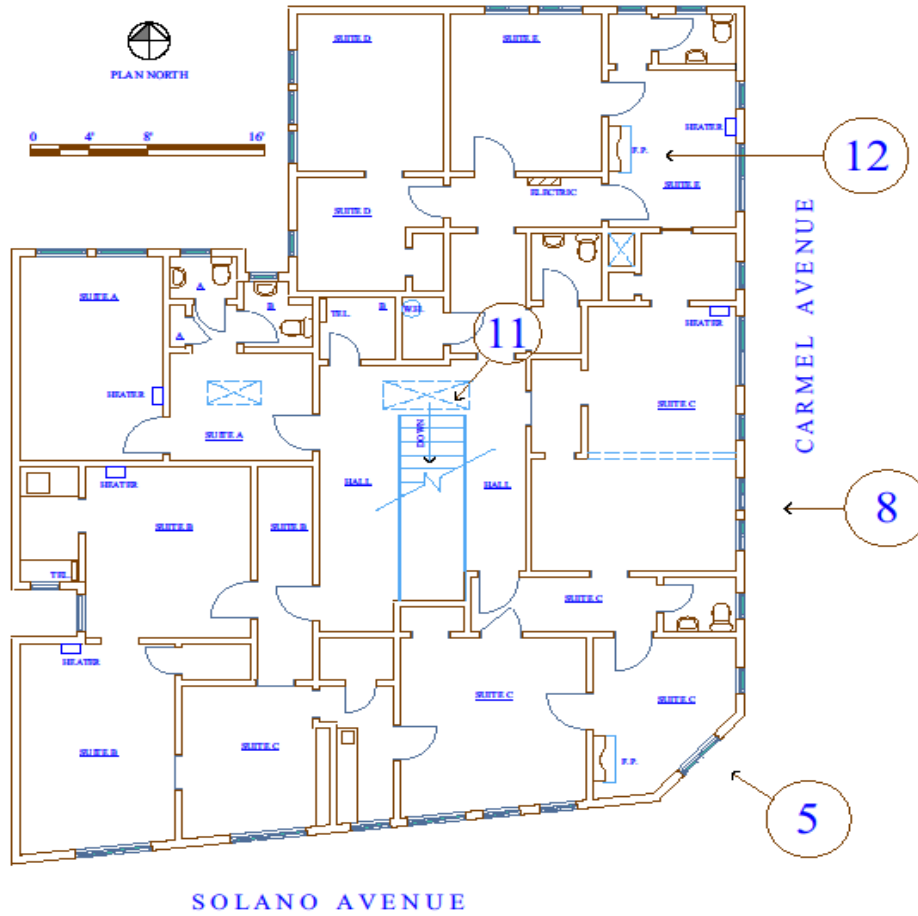 PLAN NORTH
0 4' 8' 16'
SUITE D
SUITE E
HEATER
12
F.P.
SUITE E
ELECTRIC
SUITE D
CARMEL AVENUE
SUITE A
A
B
A
TEL.
B
W.H.
11
HEATER
HEATER
SUITE A
SUITE C
DOWN
HALL
HALL
HEATER
8
SUITE B
SUITE B
TEL.
SUITE C
HEATER
SUITE B
SUITE C
SUITE C
SUITE C
F.P.
5
SOLANO AVENUE